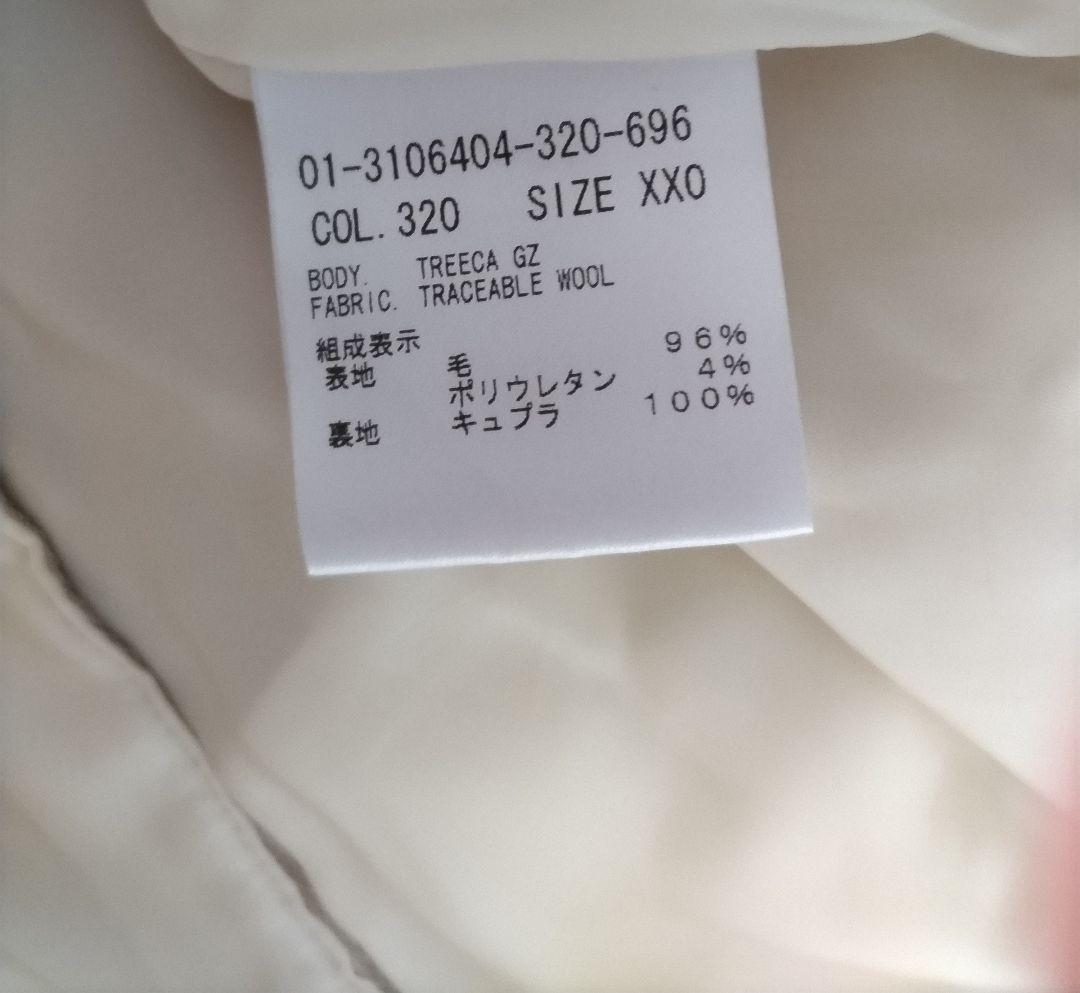 01-3106404-320-696
COL. 320 SIZE XXO
BODY. TREECA GZ
FABRIC. TRACEABLE WOOL
組成表示
表地 毛 96%
ポリウレタン 4%
裏地 キュプラ 100%